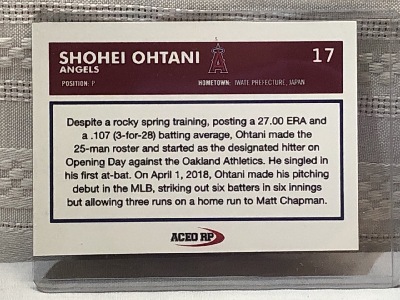 SHOHEI OHTANI 17
ANGELS
POSITION: P HOMETOWN: IWATE PREFECTURE, JAPAN
Despite a rocky spring training, posting a 27.00 ERA and
a .107 (3-for-28) batting average, Ohtani made the
25-man roster and started as the designated hitter on
Opening Day against the Oakland Athletics. He singled in
his first at-bat. On April 1, 2018, Ohtani made his pitching
debut in the MLB, striking out six batters in six innings
but allowing three runs on a home run to Matt Chapman.
ACEO RP